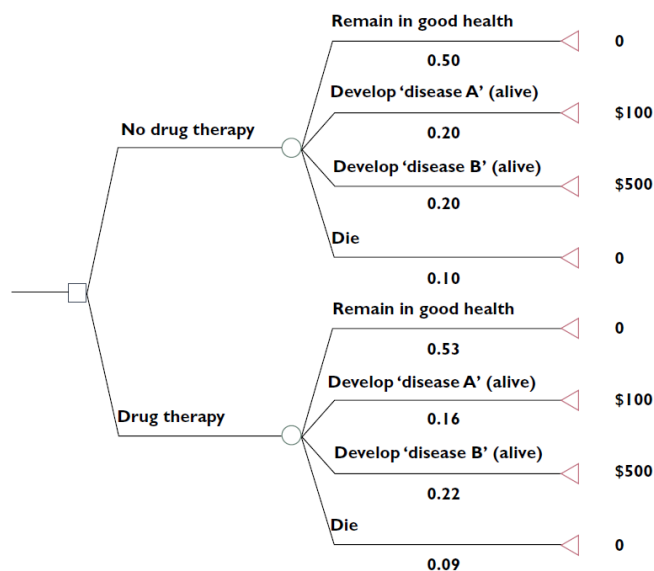 Remain in good health
0
0.50
Develop ‘disease A’ (alive)
$100
No drug therapy
0.20
Develop ‘disease B’ (alive)
$500
0.20
Die
0
0.10
Remain in good health
0
0.53
Develop ‘disease A’ (alive)
$100
Drug therapy
0.16
Develop ‘disease B’ (alive)
$500
0.22
Die
0
0.09